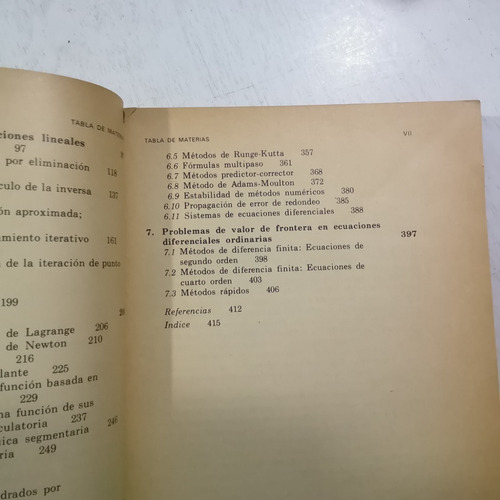 TABLA DE MATER
ciones lineales
97
por eliminación
118
culo de la inversa
137
ón aproximada;
miento iterativo 161
de la iteración de punto
199
de Lagrange 206
de Newton 210
216
lante 225
función basada en
229
na función de sus
culatoria 237
ica segmentaria 246
ria 249
drados por
TABLA DE MATERIAS VII
6.5 Métodos de Runge-Kutta 357
6.6 Fórmulas multipaso 361
6.7 Métodos predictor-corrector 368
6.8 Método de Adams-Moulton 372
6.9 Estabilidad de métodos numéricos 380
6.10 Propagación de error de redondeo 385
6.11 Sistemas de ecuaciones diferenciales 388
7. Problemas de valor de frontera en ecuaciones
diferenciales ordinarias 397
7.1 Métodos de diferencia finita: Ecuaciones de
segundo orden 398
7.2 Métodos de diferencia finita: Ecuaciones de
cuarto orden 403
7.3 Métodos rápidos 406
Referencias 412
Indice 415